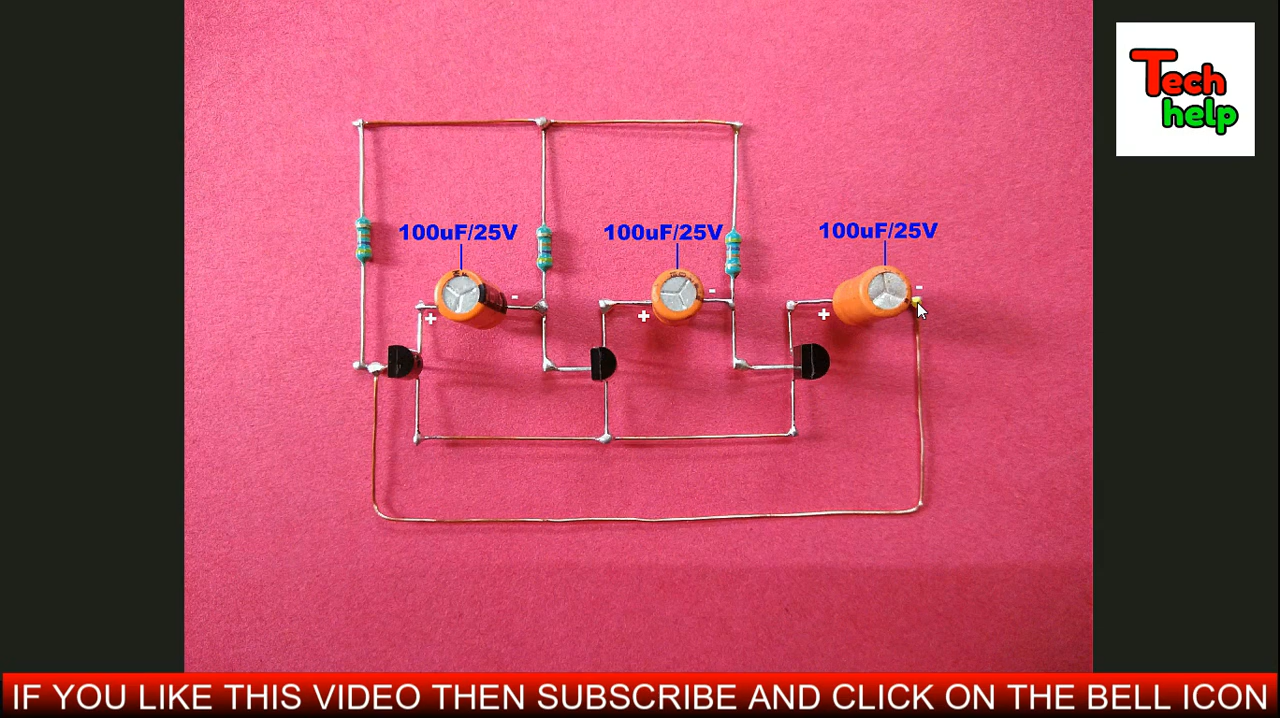 Tech
help
100uF/25V 100uF/25V 100uF/25V
+ - + - + -
IF YOU LIKE THIS VIDEO THEN SUBSCRIBE AND CLICK ON THE BELL ICON